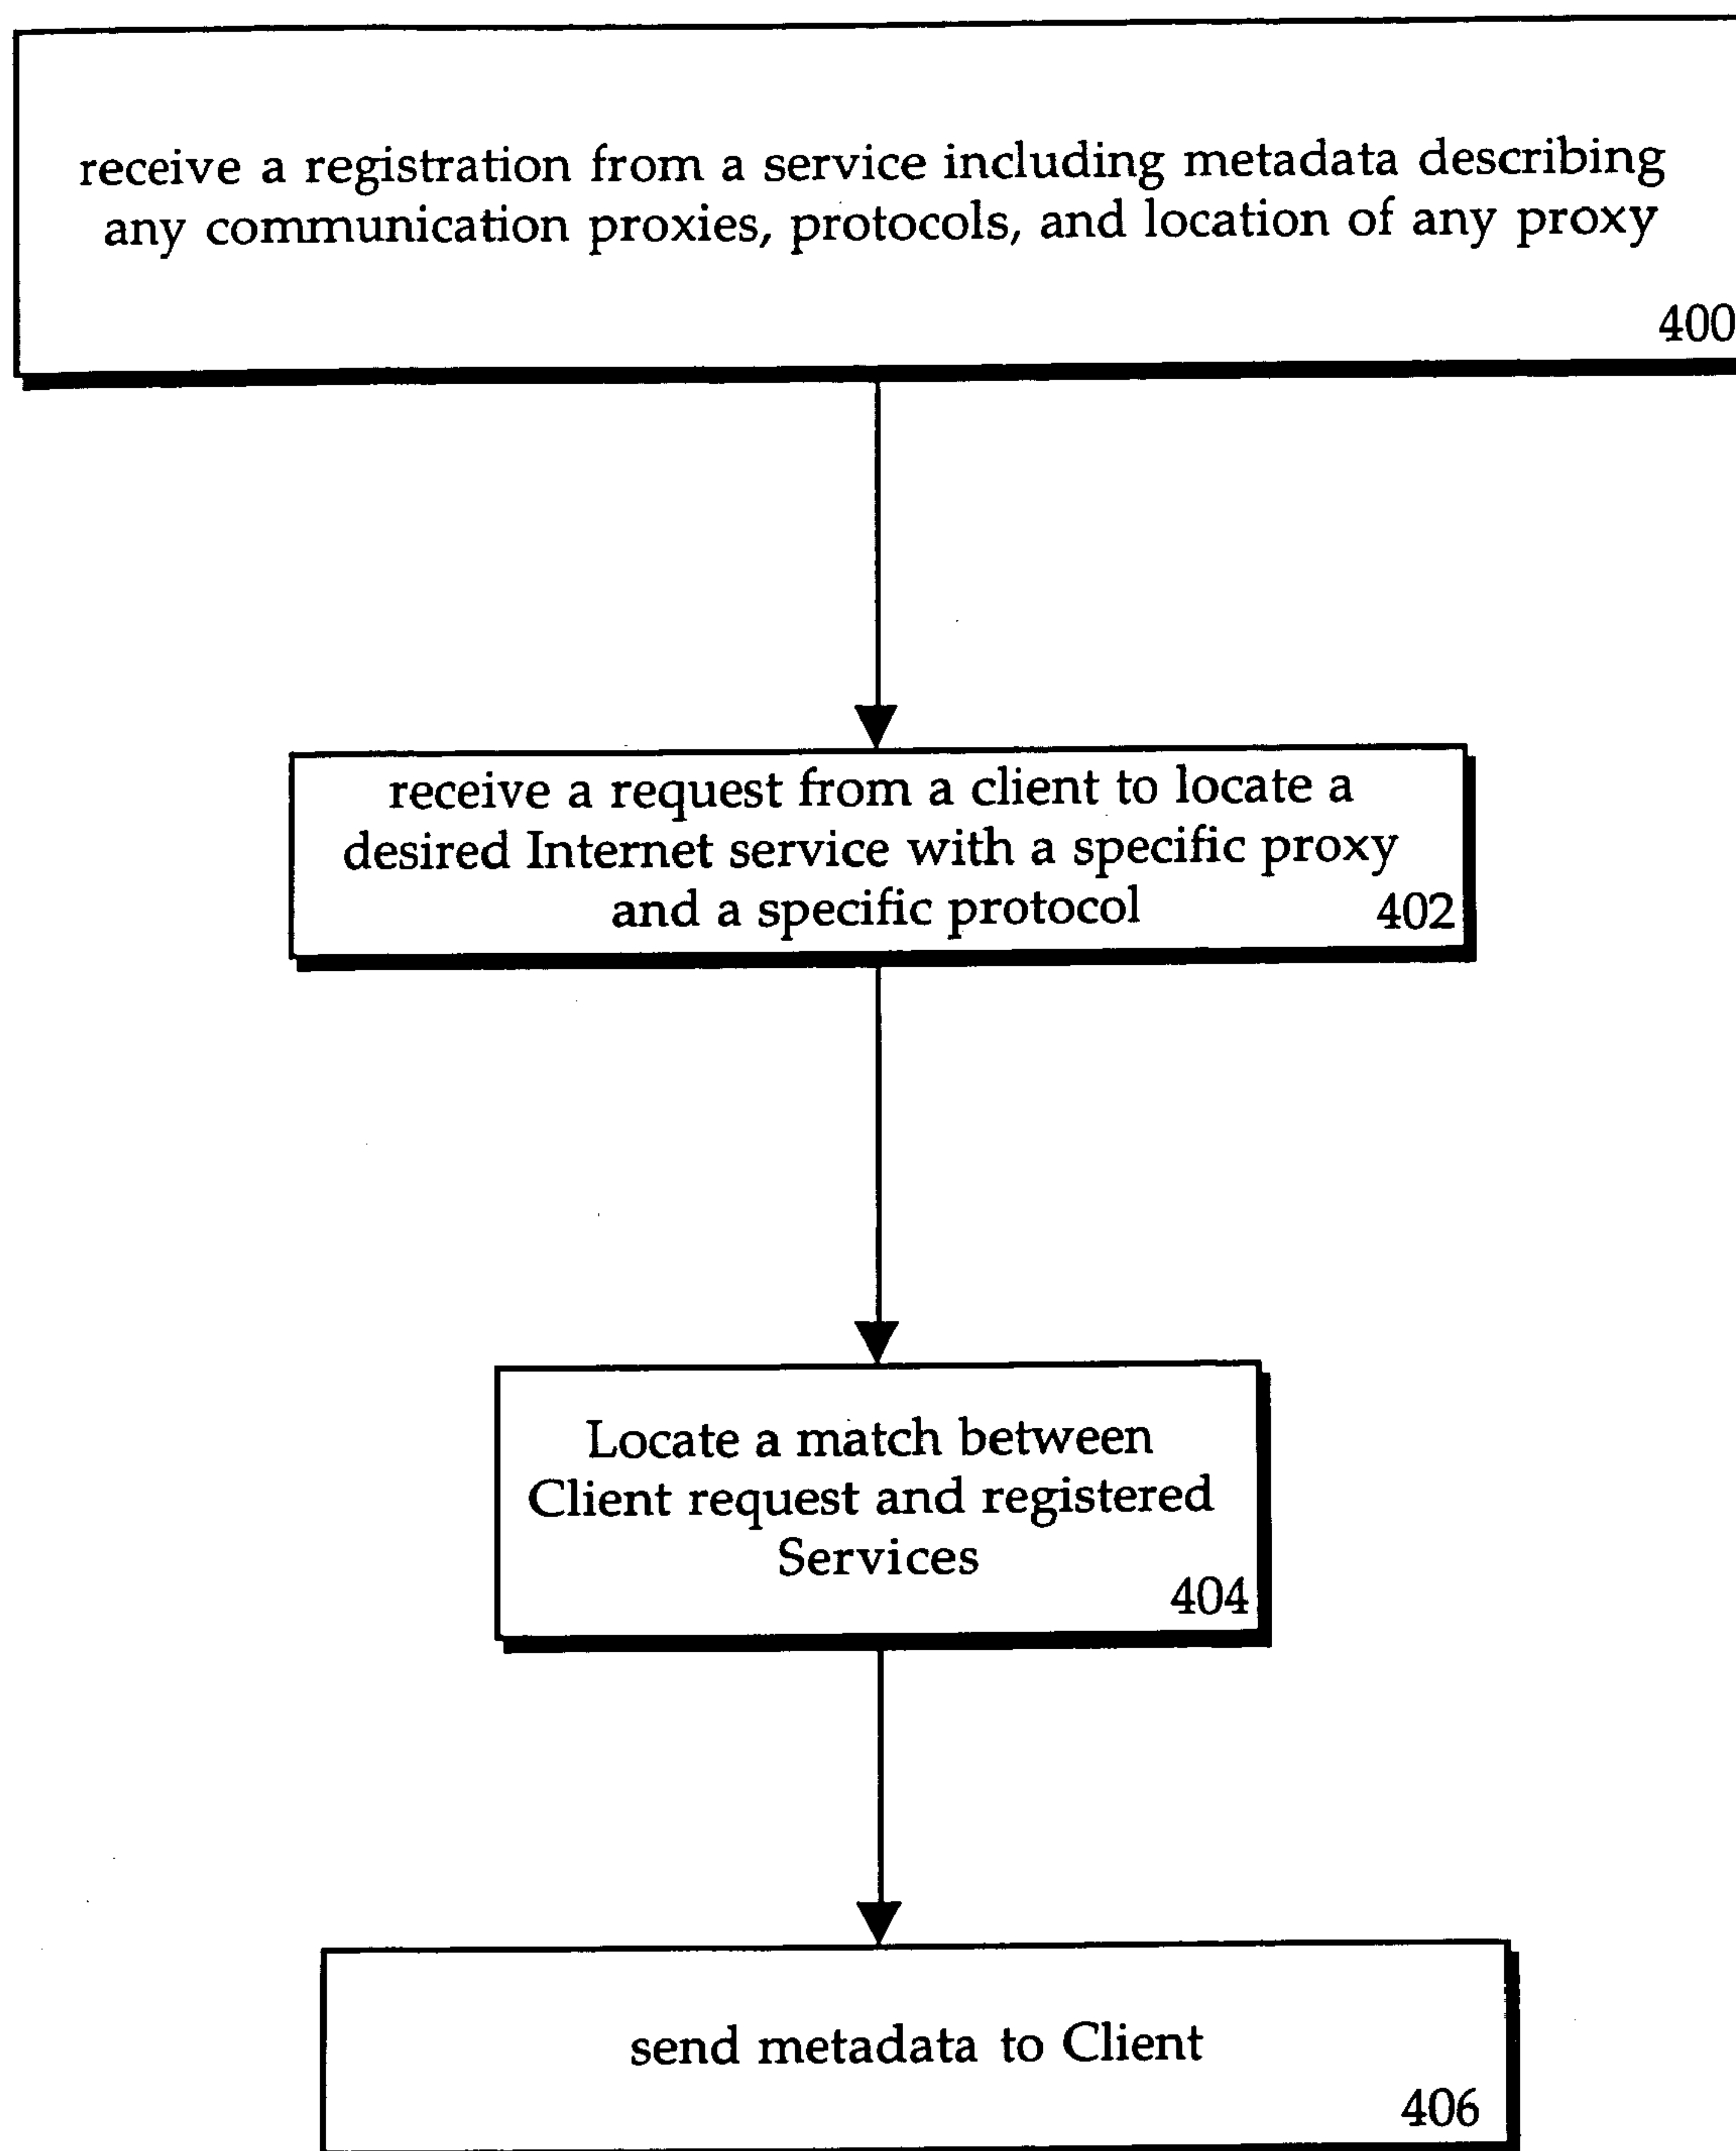 receive a registration from a service including metadata describing
any communication proxies, protocols, and location of any proxy
400
receive a request from a client to locate a
desired Internet service with a specific proxy
and a specific protocol
402
Locate a match between
Client request and registered
Services
404
send metadata to Client
406